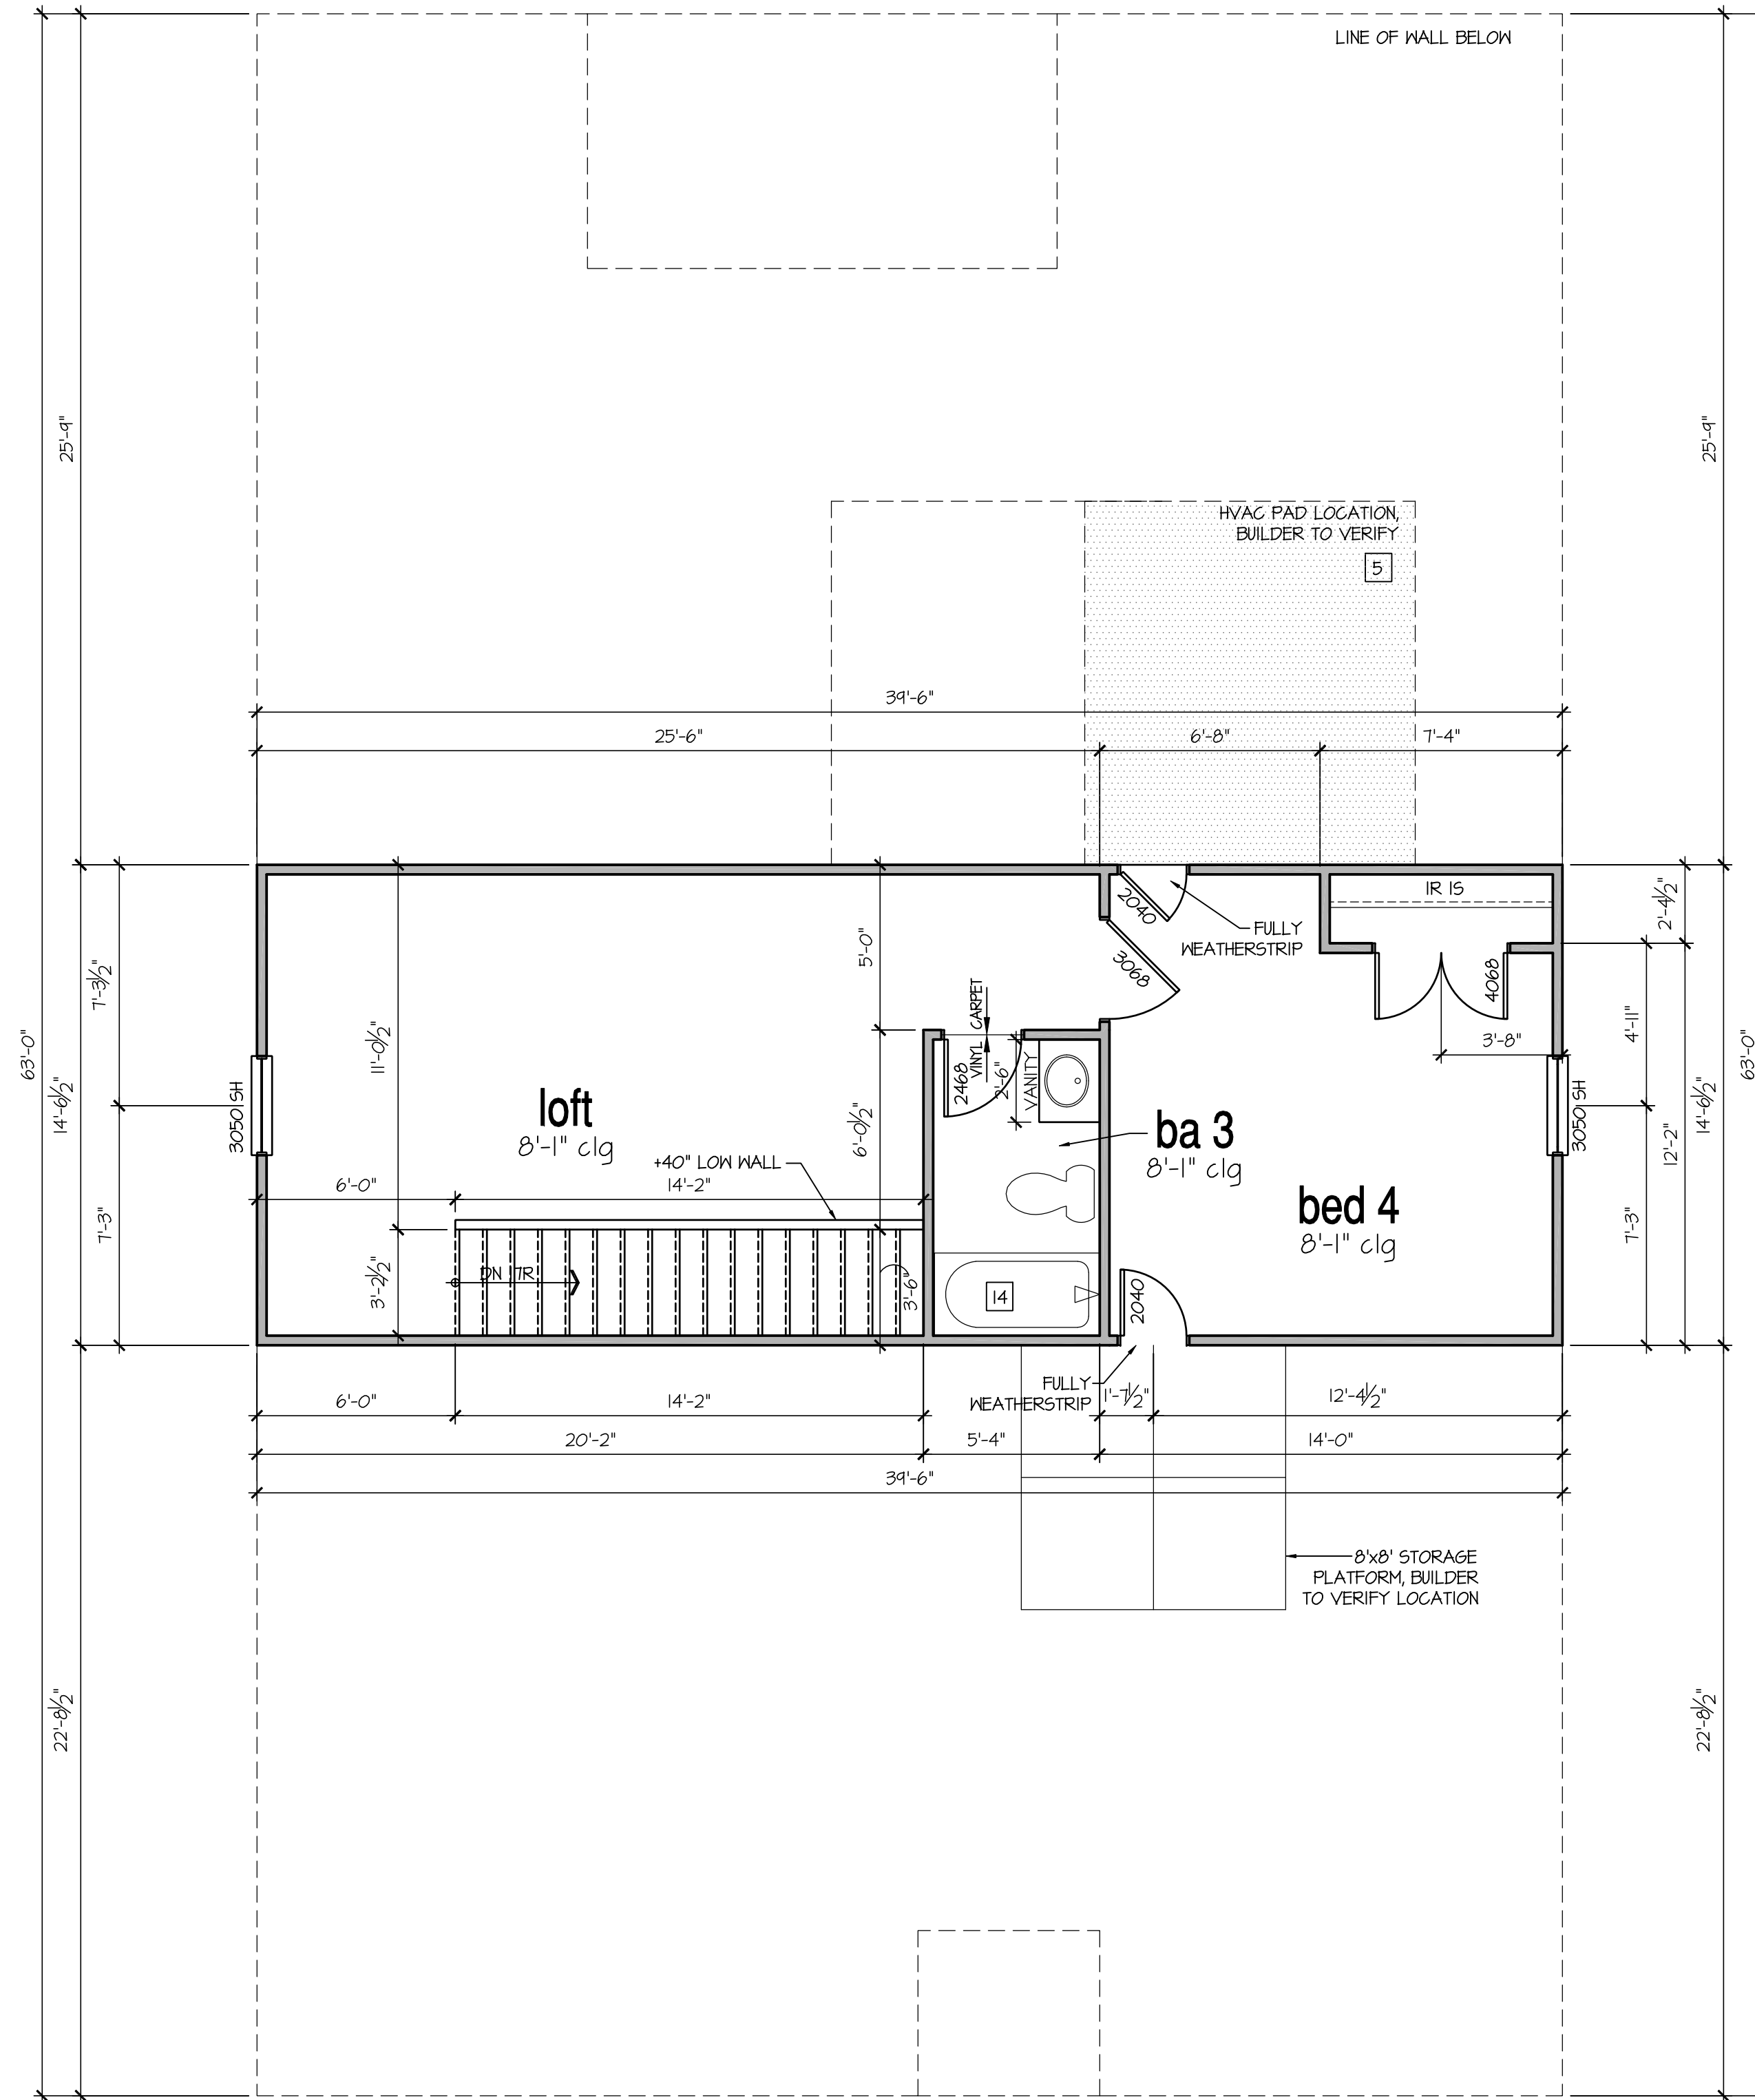 LINE OF WALL BELOW
25'-9"
25'-9"
HVAC PAD LOCATION,
BUILDER TO VERIFY
5
39'-6"
25'-6"
6'-8"
7'-4"
1R 1S
2'-4½"
2040
FULLY
WEATHERSTRIP
5'-0"
3068
4068
7'-3½"
4'-11"
CARPET
VINYL
3'-8"
63'-0"
63'-0"
11'-0½"
14'-6½"
14'-6½"
3050 SH
3050 SH
2468
2'-6"
VANITY
loft
8'-1" clg
6'-0½"
ba 3
8'-1" clg
12'-2"
+40" LOW WALL
6'-0"
14'-2"
bed 4
8'-1" clg
7'-3"
7'-3"
DN 17R
3'-2½"
3'-6"
14
2040
FULLY
WEATHERSTRIP
1'-7½"
12'-4½"
6'-0"
14'-2"
20'-2"
5'-4"
14'-0"
39'-6"
8'x8' STORAGE
PLATFORM, BUILDER
TO VERIFY LOCATION
22'-8½"
22'-8½"